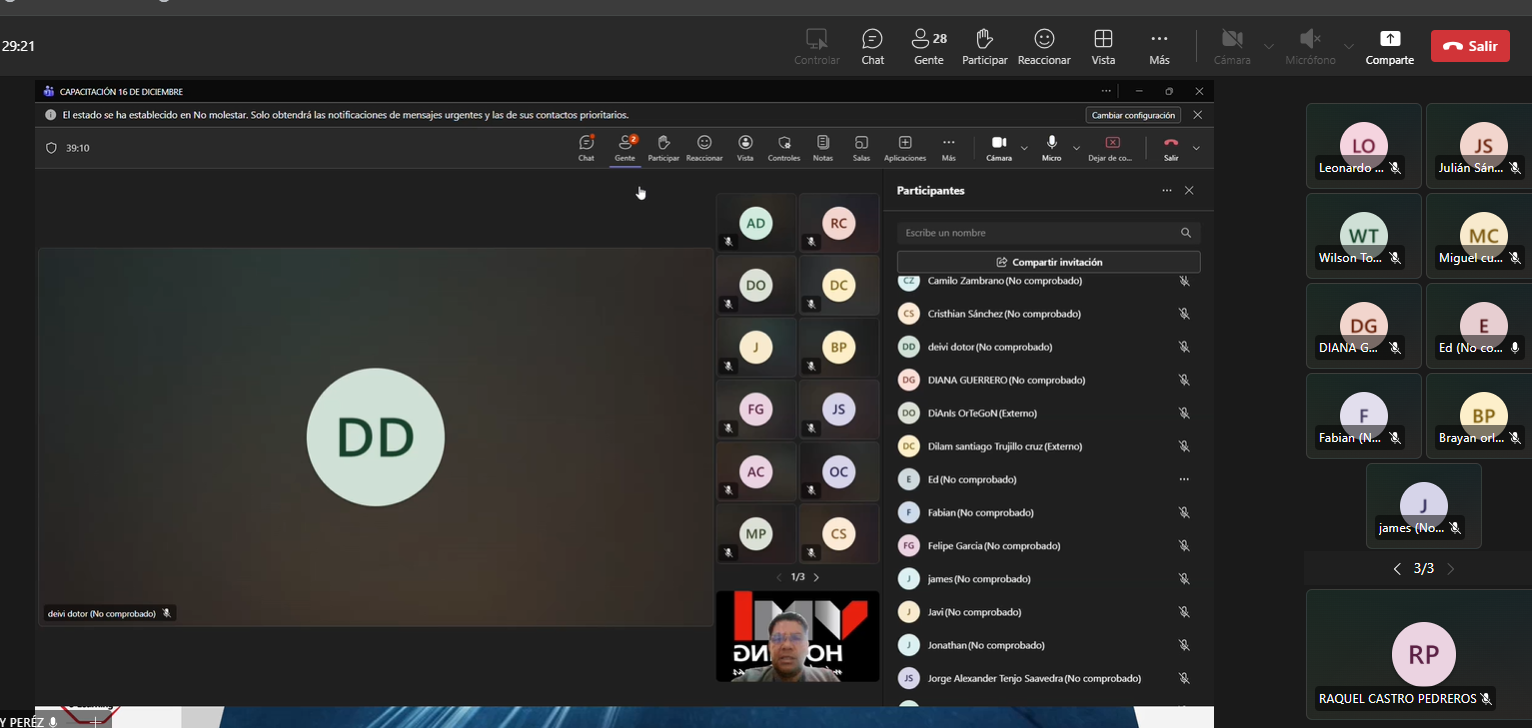 29:21
Controlar
Chat
28
Gente
Participar
Reaccionar
Vista
Más
Cámara
Micrófono
Comparte
Salir
CAPACITACIÓN 16 DE DICIEMBRE
El estado se ha establecido en No molestar. Solo obtendrá las notificaciones de mensajes urgentes y las de sus contactos prioritarios.
Cambiar configuración
39:10
Chat
2
Gente
Participar
Reaccionar
Vista
Controles
Notas
Salas
Aplicaciones
Más
Cámara
Micro
Dejar de co...
Salir
DD
deivi dotor (No comprobado)
AD
RC
DO
DC
J
BP
FG
JS
AC
OC
MP
CS
1/3
Participantes
Escribe un nombre
Compartir invitación
CZ Camilo Zambrano (No comprobado)
CS Cristhian Sánchez (No comprobado)
DD deivi dotor (No comprobado)
DG DIANA GUERRERO (No comprobado)
DO DiAnIs OrTeGoN (Externo)
DC Dilam santiago Trujillo cruz (Externo)
E Ed (No comprobado)
F Fabian (No comprobado)
FG Felipe Garcia (No comprobado)
J james (No comprobado)
J Javi (No comprobado)
J Jonathan (No comprobado)
JS Jorge Alexander Tenjo Saavedra (No comprobado)
LO
Leonardo ...
JS
Julián Sán...
WT
Wilson To...
MC
Miguel cu...
DG
DIANA G...
E
Ed (No co...
F
Fabian (N...
BP
Brayan orl...
J
james (No...
3/3
RP
RAQUEL CASTRO PEDREROS
Y PERÉZ